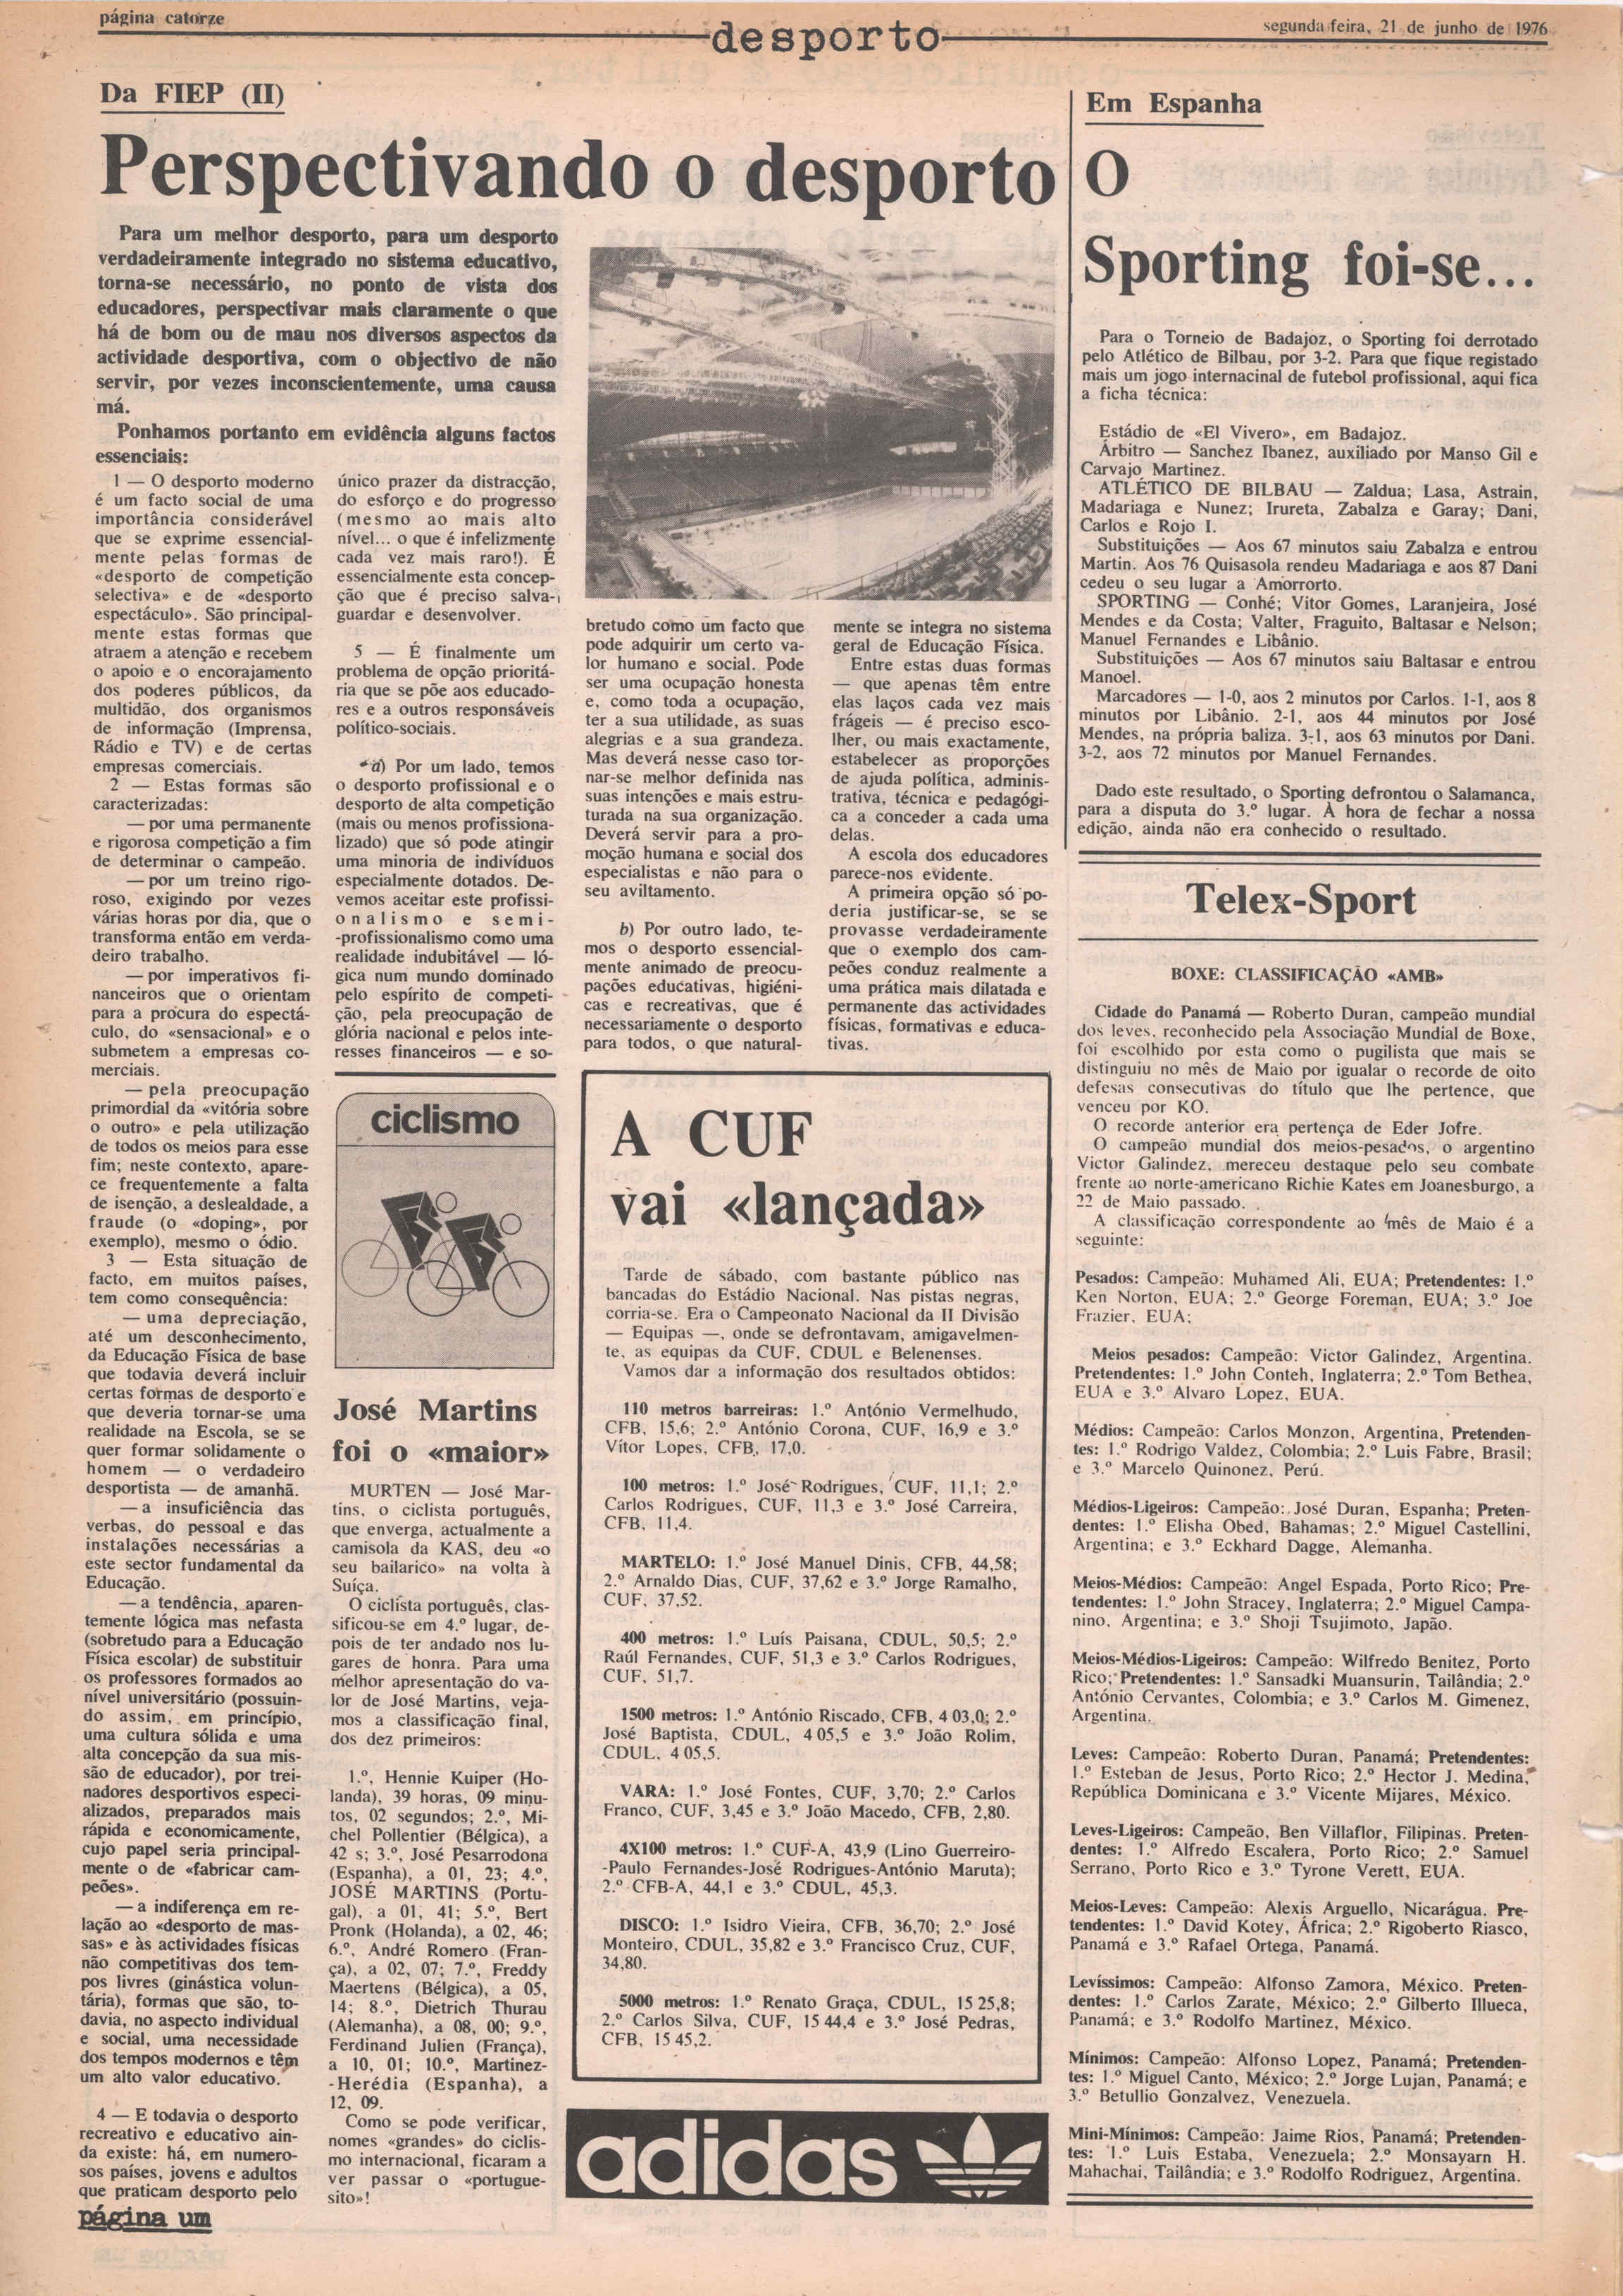 página catorze
desporto
segunda-feira, 21 de junho de 1976
Da FIEP (II)
Perspectivando o desporto
Para um melhor desporto, para um desporto
verdadeiramente integrado no sistema educativo,
torna-se necessário, no ponto de vista dos
educadores, perspectivar mais claramente o que
há de bom ou de mau nos diversos aspectos da
actividade desportiva, com o objectivo de não
servir, por vezes inconscientemente, uma causa
má.
Ponhamos portanto em evidência alguns factos
essenciais:
1 — O desporto moderno
é um facto social de uma
importância considerável
que se exprime essencial-
mente pelas formas de
«desporto de competição
selectiva» e de «desporto
espectáculo». São principal-
mente estas formas que
atraem a atenção e recebem
o apoio e o encorajamento
dos poderes públicos, da
multidão, dos organismos
de informação (Imprensa,
Rádio e TV) e de certas
empresas comerciais.
2 — Estas formas são
caracterizadas:
— por uma permanente
e rigorosa competição a fim
de determinar o campeão.
— por um treino rigo-
roso, exigindo por vezes
várias horas por dia, que o
transforma então em verda-
deiro trabalho.
— por imperativos fi-
nanceiros que o orientam
para a procura do espectá-
culo, do «sensacional» e o
submetem a empresas co-
merciais.
— pela preocupação
primordial da «vitória sobre
o outro» e pela utilização
de todos os meios para esse
fim; neste contexto, apare-
ce frequentemente a falta
de isenção, a deslealdade, a
fraude (o «doping», por
exemplo), mesmo o ódio.
3 — Esta situação de
facto, em muitos países,
tem como consequência:
— uma depreciação,
até um desconhecimento,
da Educação Física de base
que todavia deverá incluir
certas formas de desporto e
que deveria tornar-se uma
realidade na Escola, se se
quer formar solidamente o
homem — o verdadeiro
desportista — de amanhã.
— a insuficiência das
verbas, do pessoal e das
instalações necessárias a
este sector fundamental da
Educação.
— a tendência, aparen-
temente lógica mas nefasta
(sobretudo para a Educação
Física escolar) de substituir
os professores formados ao
nível universitário (possuin-
do assim, em princípio,
uma cultura sólida e uma
alta concepção da sua mis-
são de educador), por trei-
nadores desportivos especi-
alizados, preparados mais
rápida e economicamente,
cujo papel seria principal-
mente o de «fabricar cam-
peões».
— a indiferença em re-
lação ao «desporto de mas-
sas» e às actividades físicas
não competitivas dos tem-
pos livres (ginástica volun-
tária), formas que são, to-
davia, no aspecto individual
e social, uma necessidade
dos tempos modernos e têm
um alto valor educativo.
4 — E todavia o desporto
recreativo e educativo ain-
da existe: há, em numero-
sos países, jovens e adultos
que praticam desporto pelo
único prazer da distracção,
do esforço e do progresso
(mesmo ao mais alto
nível... o que é infelizmente
cada vez mais raro!). É
essencialmente esta concep-
ção que é preciso salva-
guardar e desenvolver.
5 — É finalmente um
problema de opção prioritá-
ria que se põe aos educado-
res e a outros responsáveis
político-sociais.
a) Por um lado, temos
o desporto profissional e o
desporto de alta competição
(mais ou menos profissiona-
lizado) que só pode atingir
uma minoria de indivíduos
especialmente dotados. De-
vemos aceitar este profissi-
onalismo e semi-
-profissionalismo como uma
realidade indubitável — ló-
gica num mundo dominado
pelo espírito de competi-
ção, pela preocupação de
glória nacional e pelos inte-
resses financeiros — e so-
bretudo como um facto que
pode adquirir um certo va-
lor humano e social. Pode
ser uma ocupação honesta
e, como toda a ocupação,
ter a sua utilidade, as suas
alegrias e a sua grandeza.
Mas deverá nesse caso tor-
nar-se melhor definida nas
suas intenções e mais estru-
turada na sua organização.
Deverá servir para a pro-
moção humana e social dos
especialistas e não para o
seu aviltamento.
b) Por outro lado, te-
mos o desporto essencial-
mente animado de preocu-
pações educativas, higiéni-
cas e recreativas, que é
necessariamente o desporto
para todos, o que natural-
mente se integra no sistema
geral de Educação Física.
Entre estas duas formas
— que apenas têm entre
elas laços cada vez mais
frágeis — é preciso esco-
lher, ou mais exactamente,
estabelecer as proporções
de ajuda política, adminis-
trativa, técnica e pedagógi-
ca a conceder a cada uma
delas.
A escola dos educadores
parece-nos evidente.
A primeira opção só po-
deria justificar-se, se se
provasse verdadeiramente
que o exemplo dos cam-
peões conduz realmente a
uma prática mais dilatada e
permanente das actividades
físicas, formativas e educa-
tivas.
ciclismo
José Martins
foi o «maior»
MURTEN — José Mar-
tins, o ciclista português,
que enverga, actualmente a
camisola da KAS, deu «o
seu bailarico» na volta à
Suíça.
O ciclista português, clas-
sificou-se em 4.º lugar, de-
pois de ter andado nos lu-
gares de honra. Para uma
melhor apresentação do va-
lor de José Martins, veja-
mos a classificação final,
dos dez primeiros:
1.º, Hennie Kuiper (Ho-
landa), 39 horas, 09 minu-
tos, 02 segundos; 2.º, Mi-
chel Pollentier (Bélgica), a
42 s; 3.º, José Pesarrodona
(Espanha), a 01, 23; 4.º,
JOSÉ MARTINS (Portu-
gal), a 01, 41; 5.º, Bert
Pronk (Holanda), a 02, 46;
6.º, André Romero (Fran-
ça), a 02, 07; 7.º, Freddy
Maertens (Bélgica), a 05,
14; 8.º, Dietrich Thurau
(Alemanha), a 08, 00; 9.º,
Ferdinand Julien (França),
a 10, 01; 10.º, Martinez-
-Herédia (Espanha), a
12, 09.
Como se pode verificar,
nomes «grandes» do ciclis-
mo internacional, ficaram a
ver passar o «portugue-
sito»!
A CUF
vai «lançada»
Tarde de sábado, com bastante público nas
bancadas do Estádio Nacional. Nas pistas negras,
corria-se. Era o Campeonato Nacional da II Divisão
— Equipas —, onde se defrontavam, amigavelmen-
te, as equipas da CUF, CDUL e Belenenses.
Vamos dar a informação dos resultados obtidos:
110 metros barreiras: 1.º António Vermelhudo,
CFB, 15,6; 2.º António Corona, CUF, 16,9 e 3.º
Vítor Lopes, CFB, 17,0.
100 metros: 1.º José Rodrigues, CUF, 11,1; 2.º
Carlos Rodrigues, CUF, 11,3 e 3.º José Carreira,
CFB, 11,4.
MARTELO: 1.º José Manuel Dinis, CFB, 44,58;
2.º Arnaldo Dias, CUF, 37,62 e 3.º Jorge Ramalho,
CUF, 37,52.
400 metros: 1.º Luís Paisana, CDUL, 50,5; 2.º
Raúl Fernandes, CUF, 51,3 e 3.º Carlos Rodrigues,
CUF, 51,7.
1500 metros: 1.º António Riscado, CFB, 4 03,0; 2.º
José Baptista, CDUL, 4 05,5 e 3.º João Rolim,
CDUL, 4 05,5.
VARA: 1.º José Fontes, CUF, 3,70; 2.º Carlos
Franco, CUF, 3,45 e 3.º João Macedo, CFB, 2,80.
4X100 metros: 1.º CUF-A, 43,9 (Lino Guerreiro-
-Paulo Fernandes-José Rodrigues-António Maruta);
2.º CFB-A, 44,1 e 3.º CDUL, 45,3.
DISCO: 1.º Isidro Vieira, CFB, 36,70; 2.º José
Monteiro, CDUL, 35,82 e 3.º Francisco Cruz, CUF,
34,80.
5000 metros: 1.º Renato Graça, CDUL, 15 25,8;
2.º Carlos Silva, CUF, 15 44,4 e 3.º José Pedras,
CFB, 15 45,2.
adidas
Em Espanha
O
Sporting foi-se...
Para o Torneio de Badajoz, o Sporting foi derrotado
pelo Atlético de Bilbau, por 3-2. Para que fique registado
mais um jogo internacinal de futebol profissional, aqui fica
a ficha técnica:
Estádio de «El Vivero», em Badajoz.
Árbitro — Sanchez Ibanez, auxiliado por Manso Gil e
Carvajo Martinez.
ATLÉTICO DE BILBAU — Zaldua; Lasa, Astrain,
Madariaga e Nunez; Irureta, Zabalza e Garay; Dani,
Carlos e Rojo I.
Substituições — Aos 67 minutos saiu Zabalza e entrou
Martin. Aos 76 Quisasola rendeu Madariaga e aos 87 Dani
cedeu o seu lugar a Amorrorto.
SPORTING — Conhé; Vitor Gomes, Laranjeira, José
Mendes e da Costa; Valter, Fraguito, Baltasar e Nelson;
Manuel Fernandes e Libânio.
Substituições — Aos 67 minutos saiu Baltasar e entrou
Manoel.
Marcadores — 1-0, aos 2 minutos por Carlos. 1-1, aos 8
minutos por Libânio. 2-1, aos 44 minutos por José
Mendes, na própria baliza. 3-1, aos 63 minutos por Dani.
3-2, aos 72 minutos por Manuel Fernandes.
Dado este resultado, o Sporting defrontou o Salamanca,
para a disputa do 3.º lugar. À hora de fechar a nossa
edição, ainda não era conhecido o resultado.
Telex-Sport
BOXE: CLASSIFICAÇÃO «AMB»
Cidade do Panamá — Roberto Duran, campeão mundial
dos leves, reconhecido pela Associação Mundial de Boxe,
foi escolhido por esta como o pugilista que mais se
distinguiu no mês de Maio por igualar o recorde de oito
defesas consecutivas do título que lhe pertence, que
venceu por KO.
O recorde anterior era pertença de Eder Jofre.
O campeão mundial dos meios-pesados, o argentino
Victor Galindez, mereceu destaque pelo seu combate
frente ao norte-americano Richie Kates em Joanesburgo, a
22 de Maio passado.
A classificação correspondente ao mês de Maio é a
seguinte:
Pesados: Campeão: Muhamed Ali, EUA; Pretendentes: 1.º
Ken Norton, EUA; 2.º George Foreman, EUA; 3.º Joe
Frazier, EUA;
Meios pesados: Campeão: Victor Galindez, Argentina.
Pretendentes: 1.º John Conteh, Inglaterra; 2.º Tom Bethea,
EUA e 3.º Alvaro Lopez, EUA.
Médios: Campeão: Carlos Monzon, Argentina, Pretenden-
tes: 1.º Rodrigo Valdez, Colombia; 2.º Luis Fabre, Brasil;
e 3.º Marcelo Quinonez, Perú.
Médios-Ligeiros: Campeão: José Duran, Espanha; Preten-
dentes: 1.º Elisha Obed, Bahamas; 2.º Miguel Castellini,
Argentina; e 3.º Eckhard Dagge, Alemanha.
Meios-Médios: Campeão: Angel Espada, Porto Rico; Pre-
tendentes: 1.º John Stracey, Inglaterra; 2.º Miguel Campa-
nino, Argentina; e 3.º Shoji Tsujimoto, Japão.
Meios-Médios-Ligeiros: Campeão: Wilfredo Benitez, Porto
Rico; Pretendentes: 1.º Sansadki Muansurin, Tailândia; 2.º
António Cervantes, Colombia; e 3.º Carlos M. Gimenez,
Argentina.
Leves: Campeão: Roberto Duran, Panamá; Pretendentes:
1.º Esteban de Jesus, Porto Rico; 2.º Hector J. Medina,
República Dominicana e 3.º Vicente Mijares, México.
Leves-Ligeiros: Campeão, Ben Villaflor, Filipinas. Preten-
dentes: 1.º Alfredo Escalera, Porto Rico; 2.º Samuel
Serrano, Porto Rico e 3.º Tyrone Verett, EUA.
Meios-Leves: Campeão: Alexis Arguello, Nicarágua. Pre-
tendentes: 1.º David Kotey, África; 2.º Rigoberto Riasco,
Panamá e 3.º Rafael Ortega, Panamá.
Levíssimos: Campeão: Alfonso Zamora, México. Preten-
dentes: 1.º Carlos Zarate, México; 2.º Gilberto Illueca,
Panamá; e 3.º Rodolfo Martinez, México.
Mínimos: Campeão: Alfonso Lopez, Panamá; Pretenden-
tes: 1.º Miguel Canto, México; 2.º Jorge Lujan, Panamá; e
3.º Betullio Gonzalvez, Venezuela.
Mini-Mínimos: Campeão: Jaime Rios, Panamá; Pretenden-
tes: 1.º Luis Estaba, Venezuela; 2.º Monsayarn H.
Mahachai, Tailândia; e 3.º Rodolfo Rodriguez, Argentina.
página um